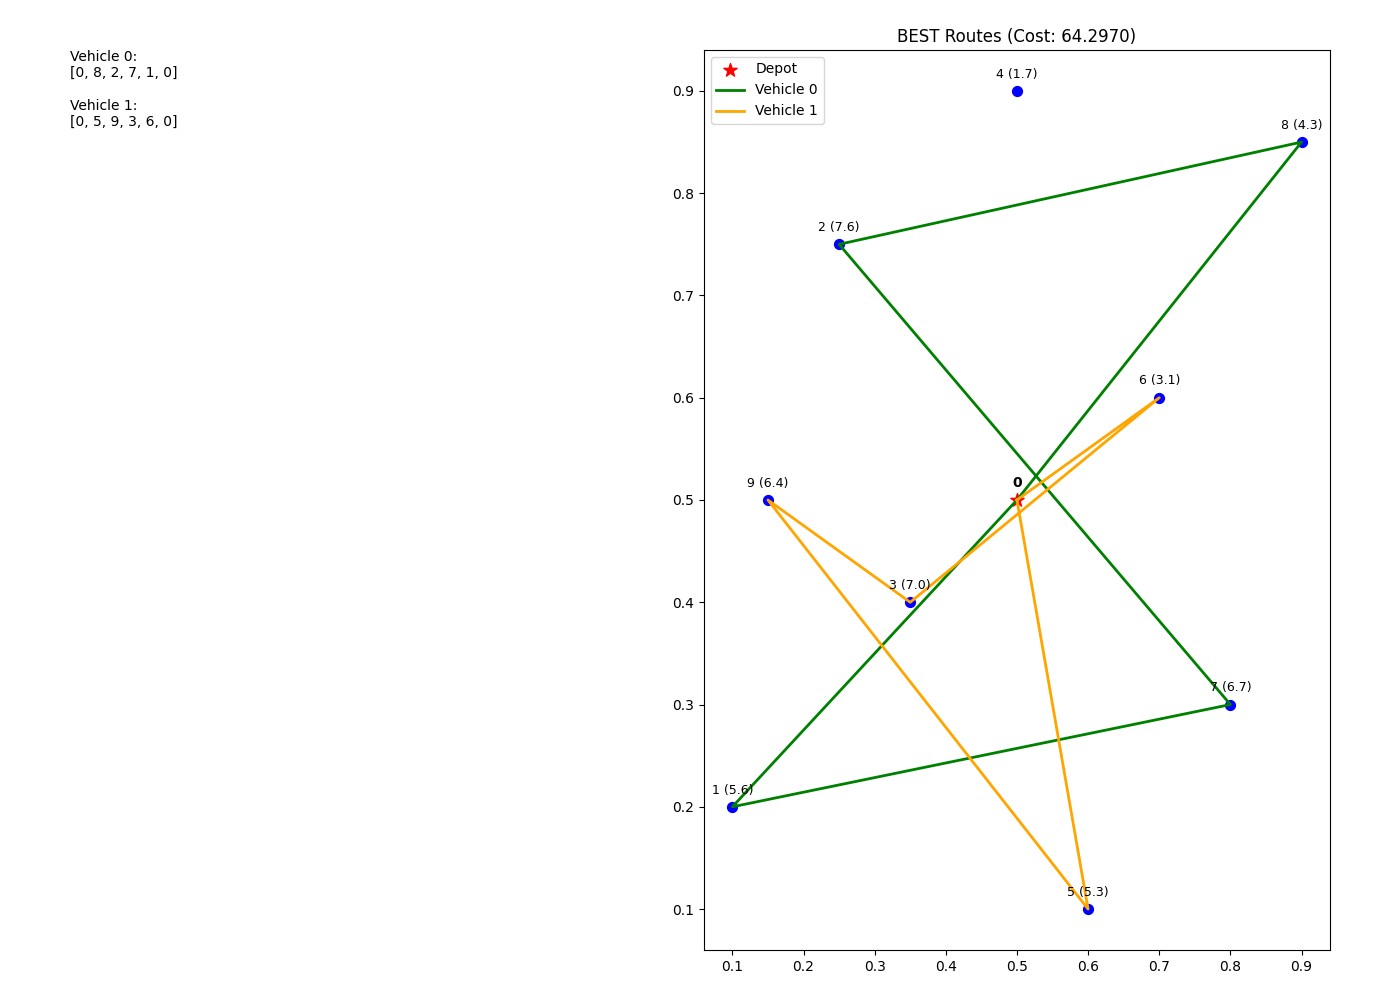 Vehicle 0:
[0, 8, 2, 7, 1, 0]
Vehicle 1:
[0, 5, 9, 3, 6, 0]
BEST Routes (Cost: 64.2970)
Depot
Vehicle 0
Vehicle 1
4 (1.7)
8 (4.3)
2 (7.6)
6 (3.1)
0
9 (6.4)
3 (7.0)
7 (6.7)
1 (5.6)
5 (5.3)
0.9
0.8
0.7
0.6
0.5
0.4
0.3
0.2
0.1
0.1 0.2 0.3 0.4 0.5 0.6 0.7 0.8 0.9